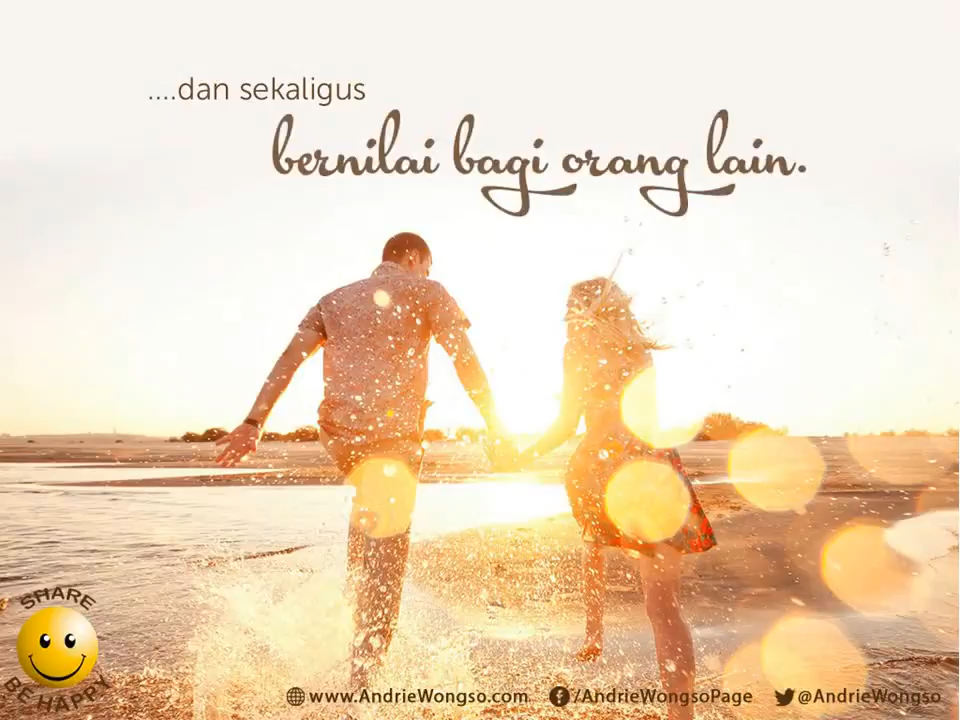 ....dan sekaligus
bernilai bagi orang lain.
SHARE
BE HAPPY
www.AndrieWongso.com
/AndrieWongsoPage
@AndrieWongso